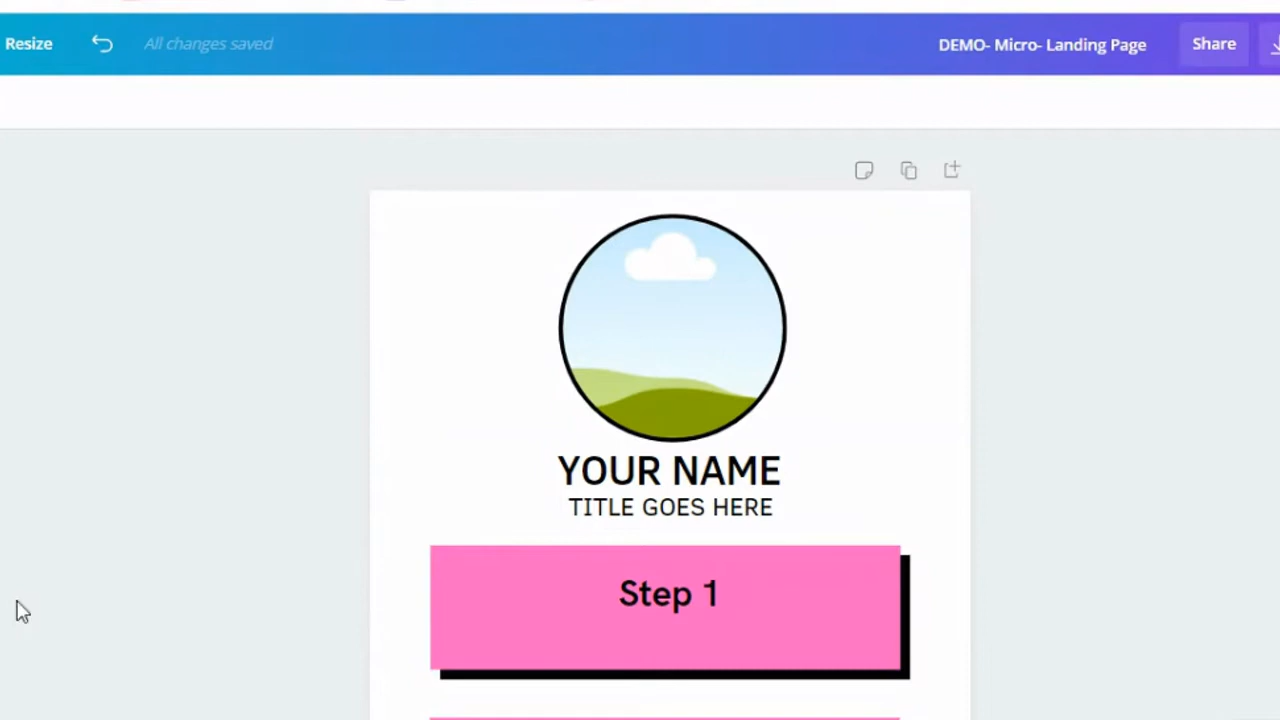 Resize
All changes saved
DEMO- Micro- Landing Page
Share
YOUR NAME
TITLE GOES HERE
Step 1